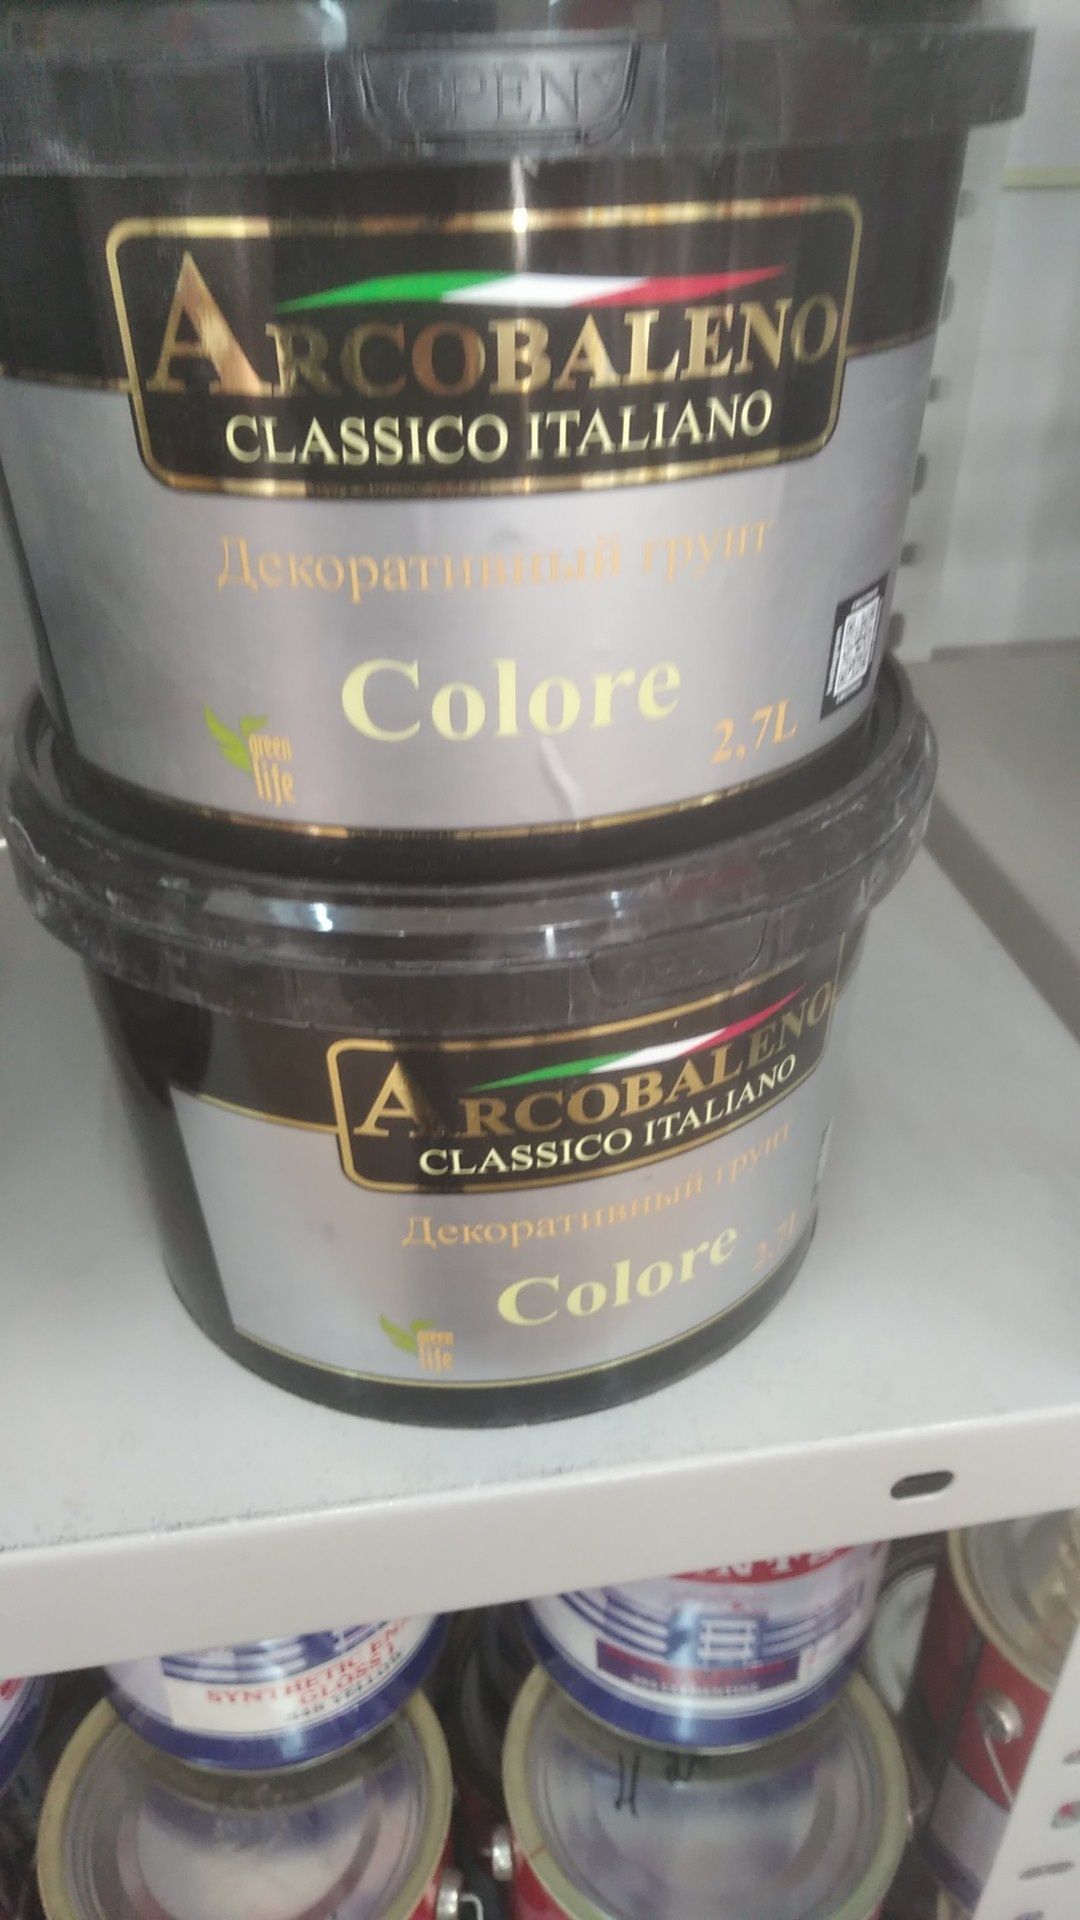 OPEN
ARCOBALENO
CLASSICO ITALIANO
Декоративный грунт
Colore
2,7L
green
life
ARCOBALENO
CLASSICO ITALIANO
Декоративный грунт
Colore
2,7L
green
life
SYNTHETIC
GLOSSY